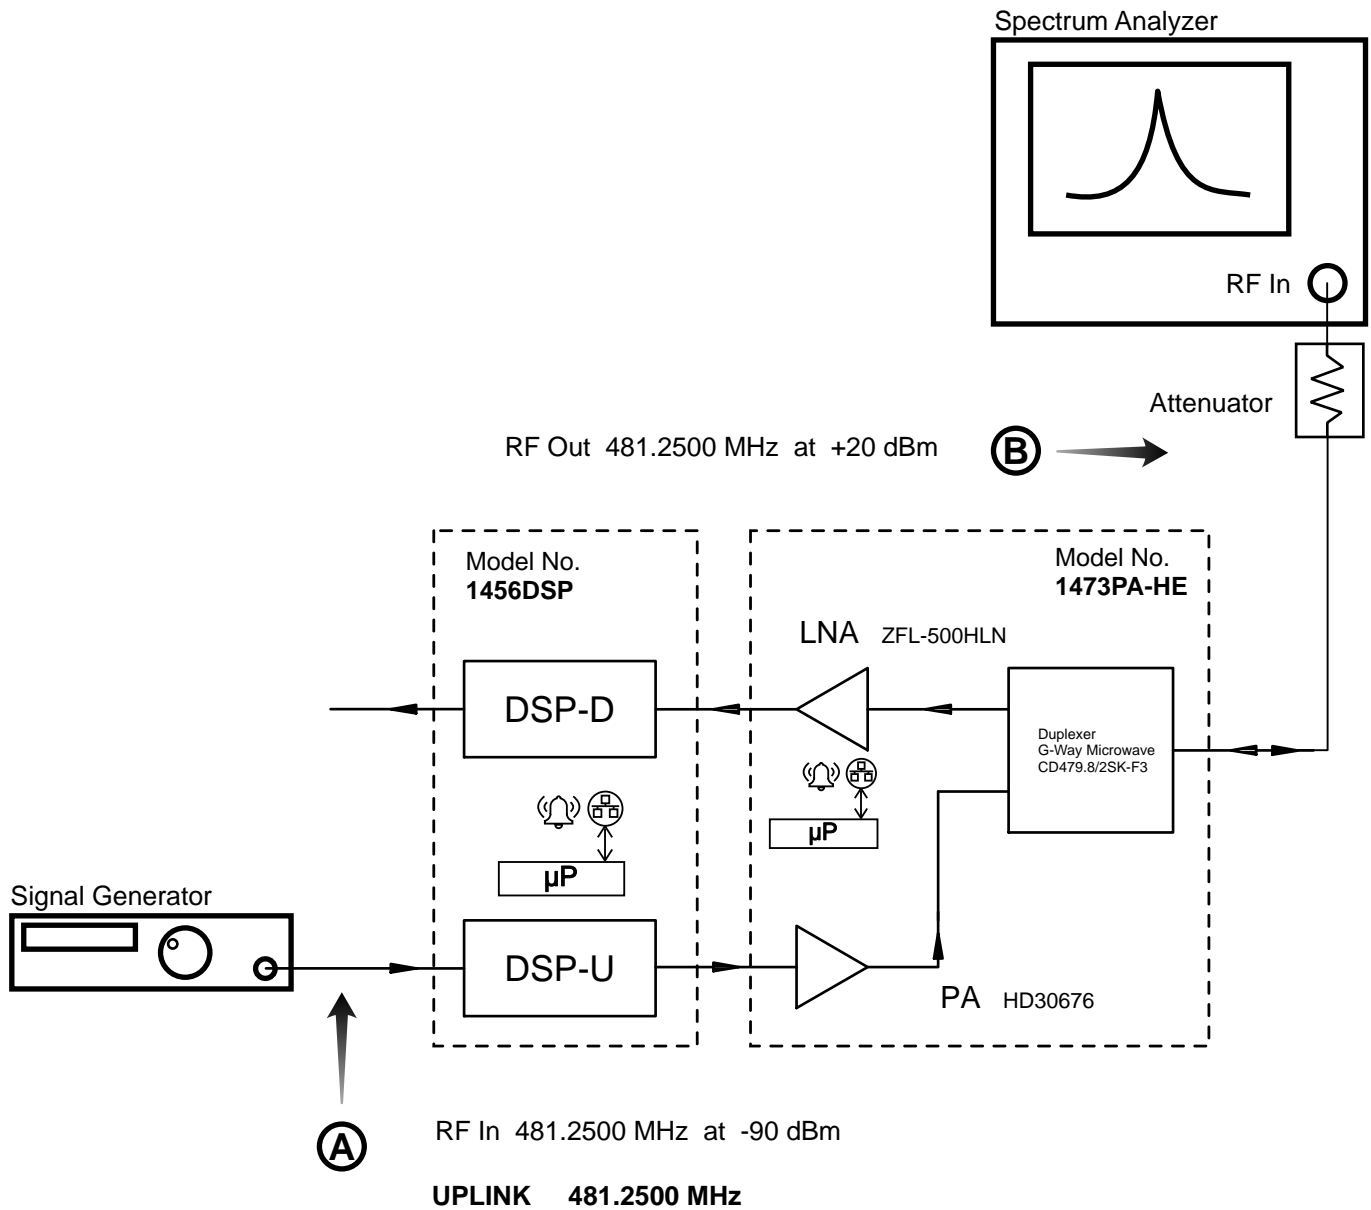 Spectrum Analyzer
RF In
Attenuator
RF Out 481.2500 MHz at +20 dBm
B
Model No.
1456DSP
Model No.
1473PA-HE
LNA ZFL-500HLN
DSP-D
Duplexer
G-Way Microwave
CD479.8/2SK-F3
µP
µP
Signal Generator
DSP-U
PA HD30676
A
RF In 481.2500 MHz at -90 dBm
UPLINK 481.2500 MHz